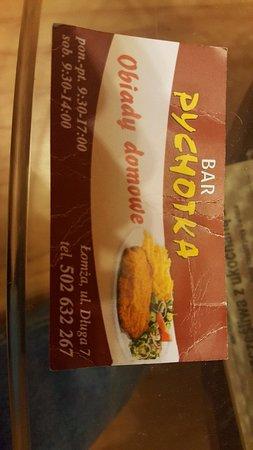 BAR
PYCHOTKA
Obiady domowe
pon.-pt. 9:30-17:00
sob. 9:30-14:00
Łomża, ul. Długa 7/
tel. 502 632 267